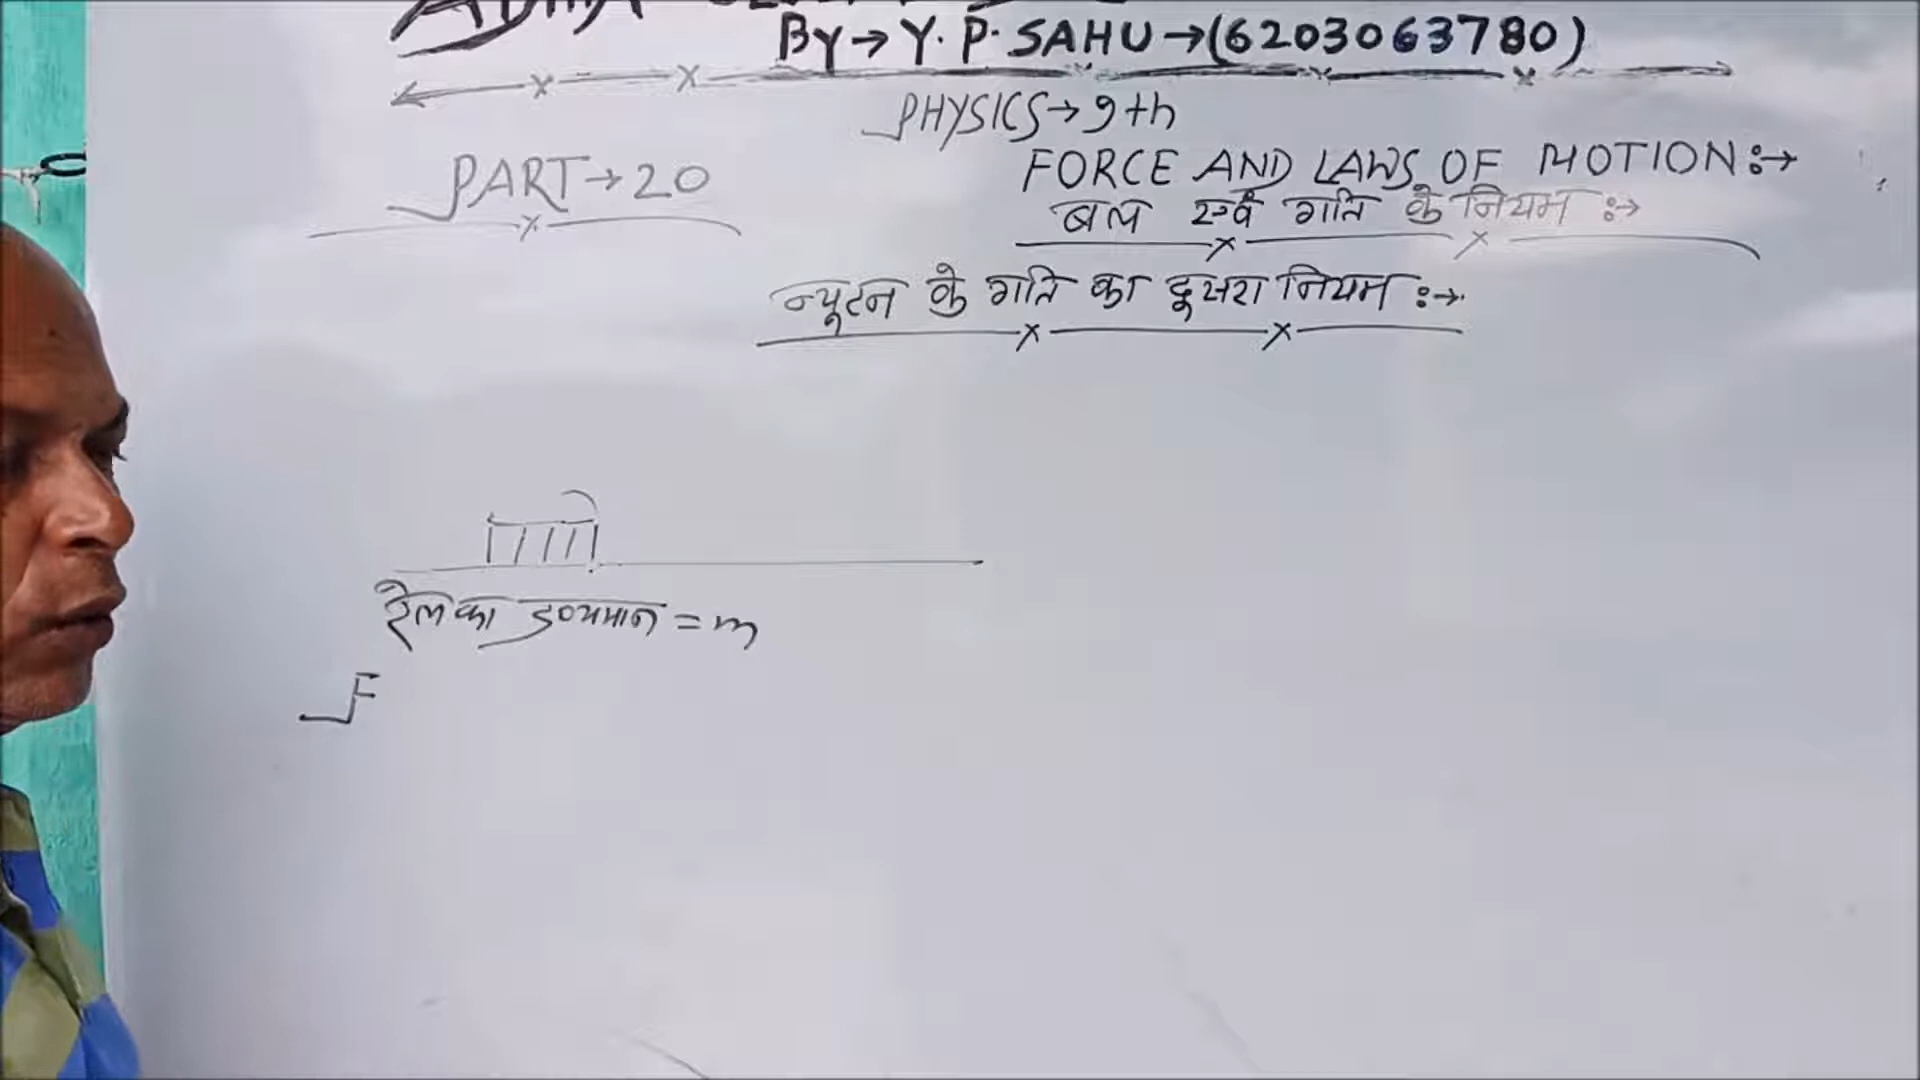 By→ Y. P. SAHU→(6203063780)
PHYSICS→9th
PART→20
FORCE AND LAWS OF MOTION:→
बल एवं गति के नियम :→
न्यूटन के गति का दूसरा नियम :→
रेल का द्रव्यमान = m
F